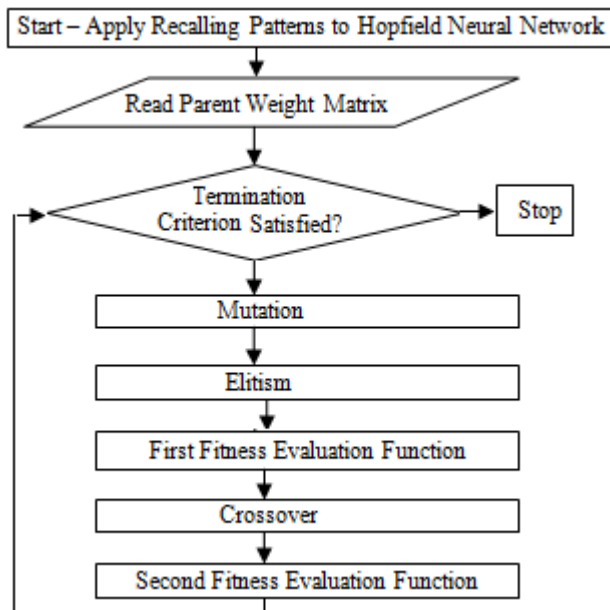 Start – Apply Recalling Patterns to Hopfield Neural Network
Read Parent Weight Matrix
Termination
Criterion Satisfied?
Stop
Mutation
Elitism
First Fitness Evaluation Function
Crossover
Second Fitness Evaluation Function